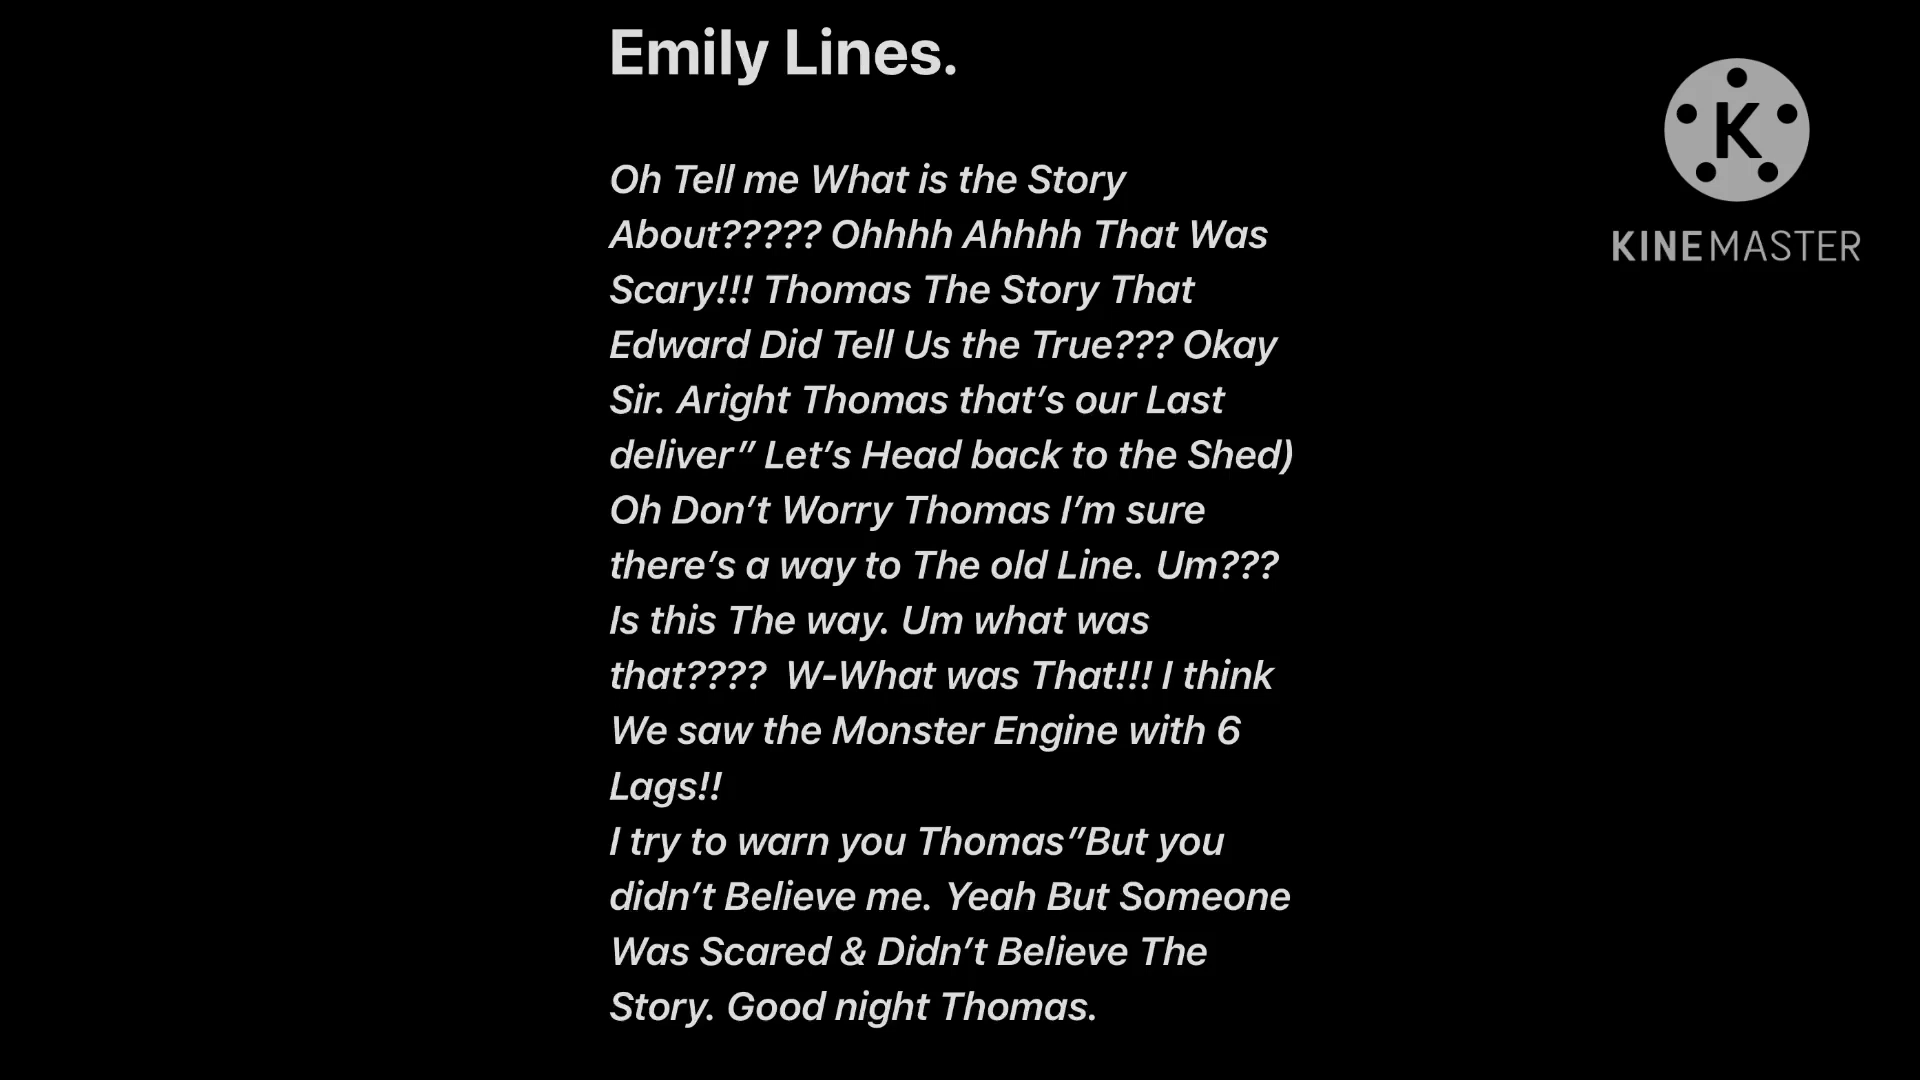 Emily Lines.
Oh Tell me What is the Story
About????? Ohhhh Ahhhh That Was
Scary!!! Thomas The Story That
Edward Did Tell Us the True??? Okay
Sir. Aright Thomas that’s our Last
deliver” Let’s Head back to the Shed)
Oh Don’t Worry Thomas I’m sure
there’s a way to The old Line. Um???
Is this The way. Um what was
that????  W-What was That!!! I think
We saw the Monster Engine with 6
Lags!!
I try to warn you Thomas”But you
didn’t Believe me. Yeah But Someone
Was Scared & Didn’t Believe The
Story. Good night Thomas.
K
KINEMASTER